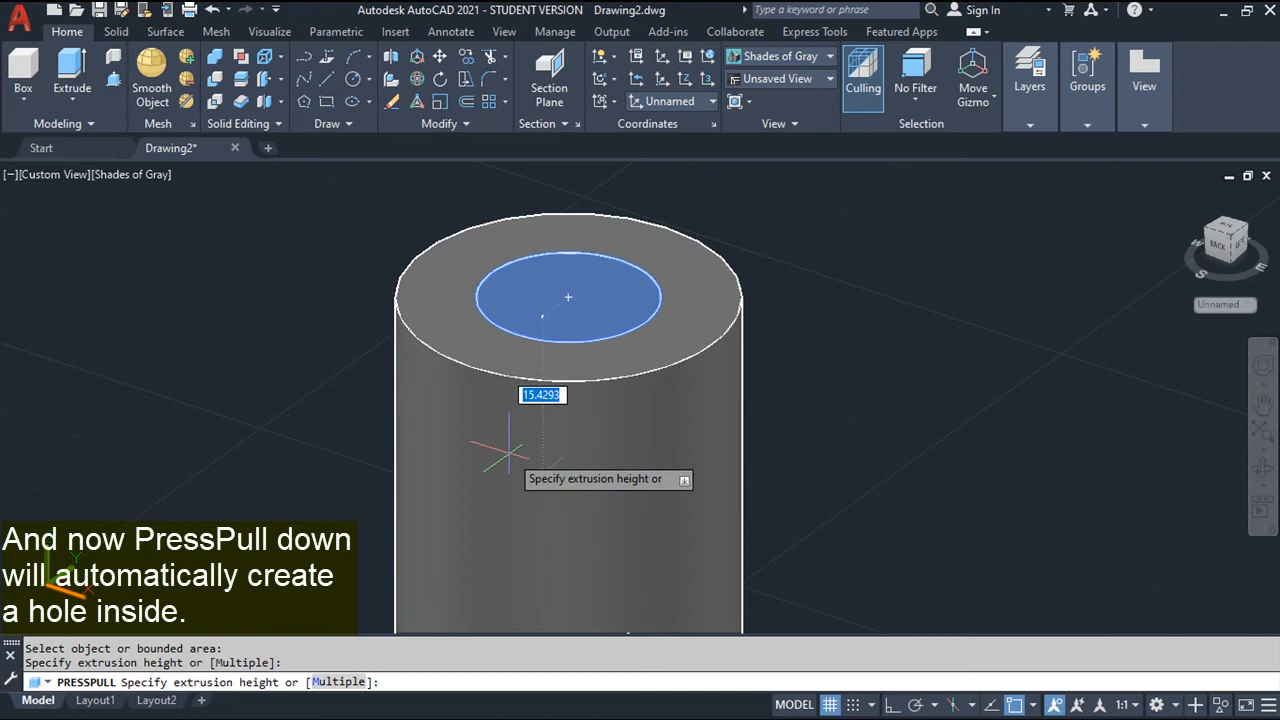 Autodesk AutoCAD 2021 - STUDENT VERSION Drawing2.dwg
Type a keyword or phrase
Sign In
Home Solid Surface Mesh Visualize Parametric Insert Annotate View Manage Output Add-ins Collaborate Express Tools Featured Apps
Box
Extrude
Smooth
Object
Section
Plane
Shades of Gray
Unsaved View
Unnamed
Culling
No Filter
Move
Gizmo
Layers
Groups
View
Modeling
Mesh
Solid Editing
Draw
Modify
Section
Coordinates
View
Selection
Start
Drawing2*
[−][Custom View][Shades of Gray]
BACK
LEFT
W
S
E
Unnamed
15.4293
Specify extrusion height or
And now PressPull down
will automatically create
a hole inside.
Select object or bounded area:
Specify extrusion height or [Multiple]:
PRESSPULL Specify extrusion height or [Multiple]:
Model Layout1 Layout2
MODEL
1:1